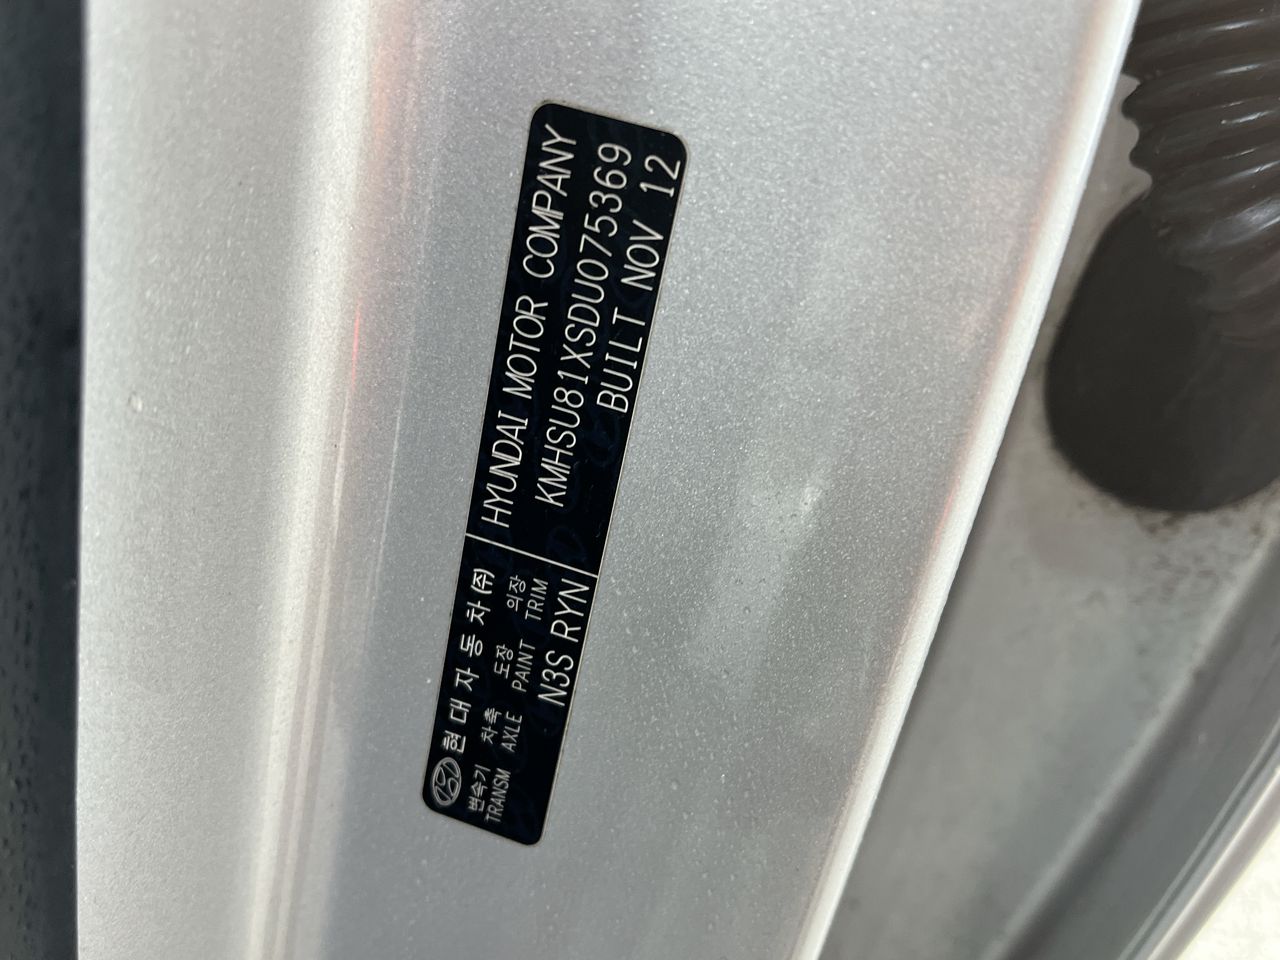 현대자동차(주)
HYUNDAI MOTOR COMPANY
변속기 차축 도장 의장
TRANSM AXLE PAINT TRIM
KMHSU81XSDU075369
N3S RYN
BUILT NOV 12